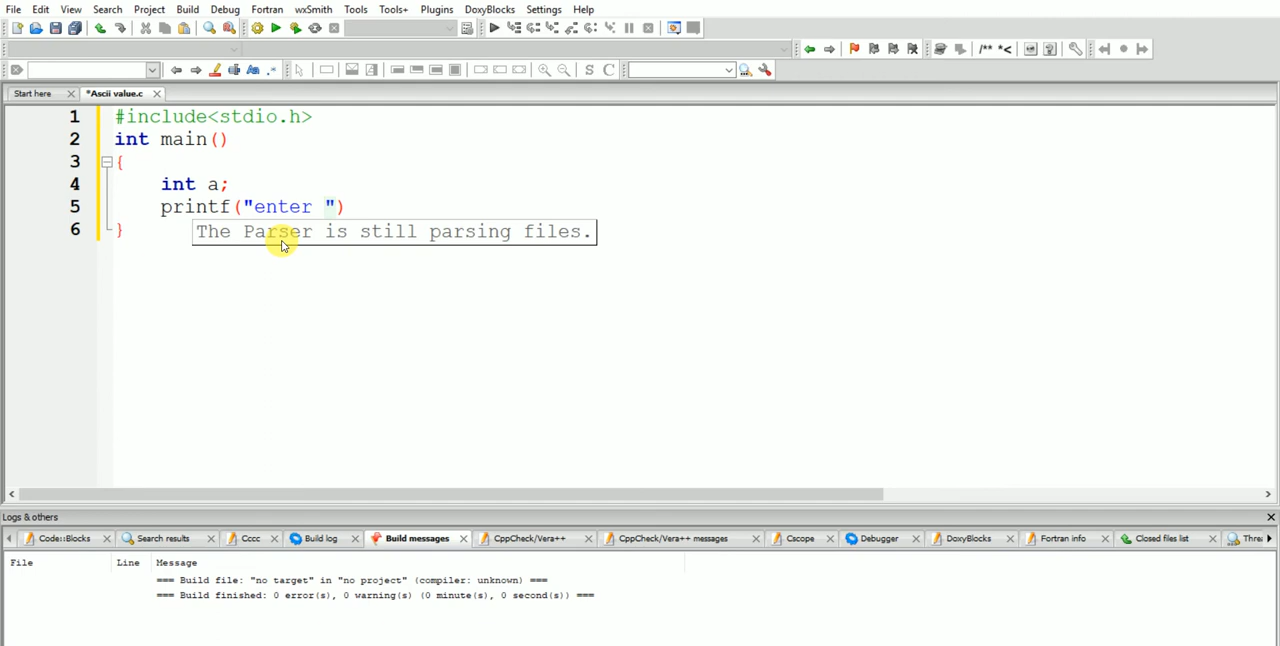 File Edit View Search Project Build Debug Fortran wxSmith Tools Tools+ Plugins DoxyBlocks Settings Help
/** *<
S C
Start here *Ascii value.c
1 #include<stdio.h>
2 int main()
3 {
4 int a;
5 printf("enter ")
6 }
The Parser is still parsing files.
Logs & others
Code::Blocks Search results Cccc Build log Build messages CppCheck/Vera++ CppCheck/Vera++ messages Cscope Debugger DoxyBlocks Fortran info Closed files list Threa
File Line Message
=== Build file: "no target" in "no project" (compiler: unknown) ===
=== Build finished: 0 error(s), 0 warning(s) (0 minute(s), 0 second(s)) ===